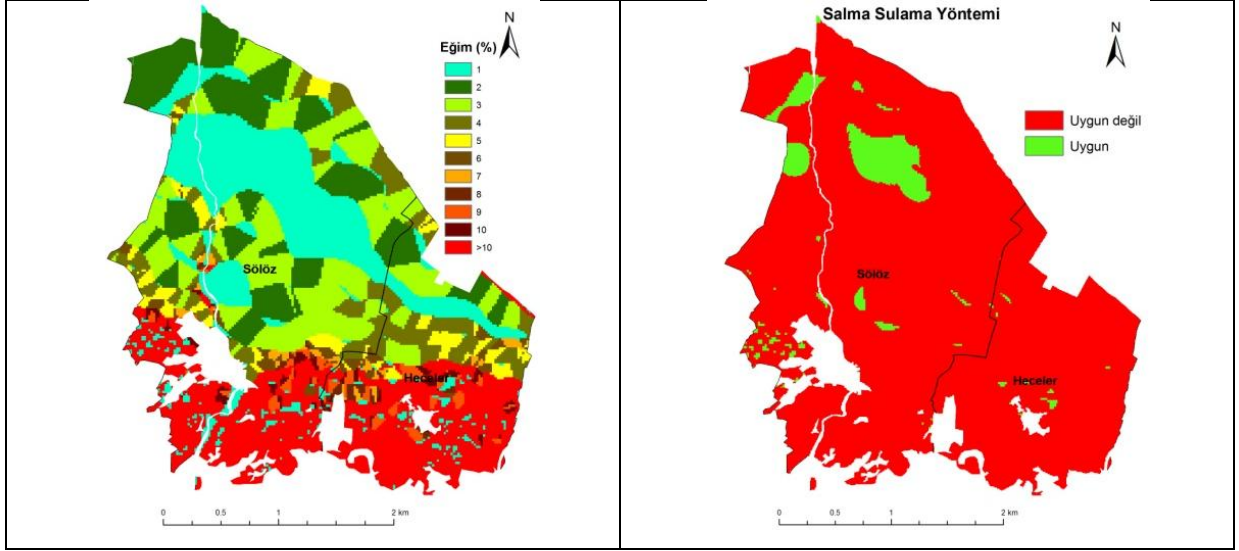 N
Eğim (%)
1
2
3
4
5
6
7
8
9
10
>10
Sölöz
Heceler
0 0.5 1 2 km
Salma Sulama Yöntemi
N
Uygun değil
Uygun
Sölöz
Heceler
0 0.5 1 2 km